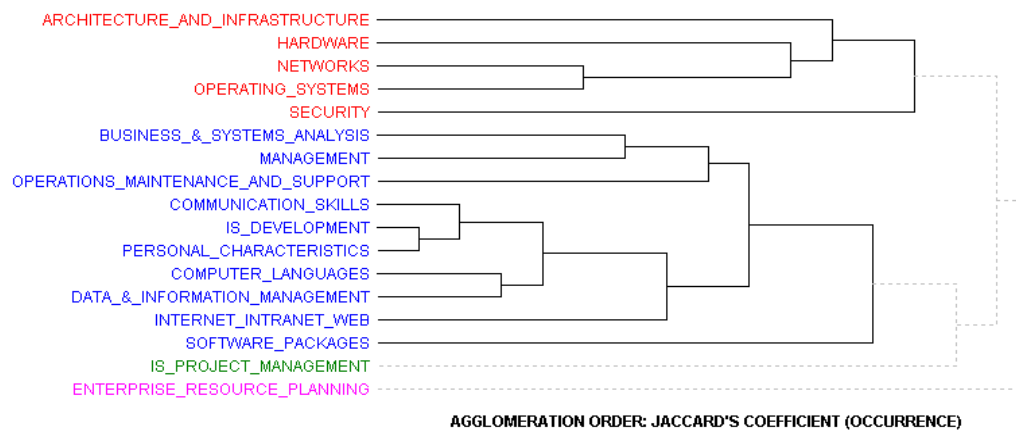 ARCHITECTURE_AND_INFRASTRUCTURE
HARDWARE
NETWORKS
OPERATING_SYSTEMS
SECURITY
BUSINESS_&_SYSTEMS_ANALYSIS
MANAGEMENT
OPERATIONS_MAINTENANCE_AND_SUPPORT
COMMUNICATION_SKILLS
IS_DEVELOPMENT
PERSONAL_CHARACTERISTICS
COMPUTER_LANGUAGES
DATA_&_INFORMATION_MANAGEMENT
INTERNET_INTRANET_WEB
SOFTWARE_PACKAGES
IS_PROJECT_MANAGEMENT
ENTERPRISE_RESOURCE_PLANNING
AGGLOMERATION ORDER: JACCARD'S COEFFICIENT (OCCURRENCE)